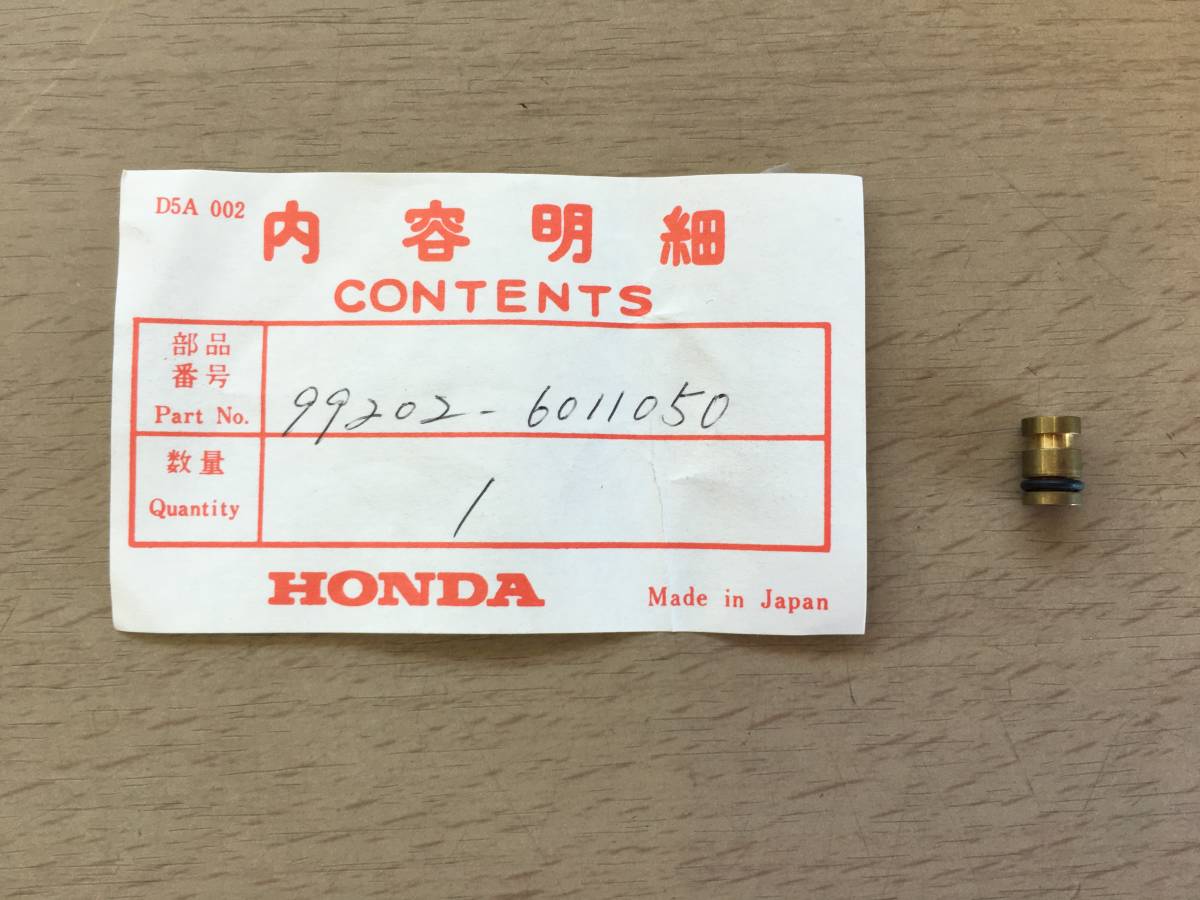 D5A 002
内容明細
CONTENTS
部品
番号
Part No.
99202-6011050
数量
Quantity
1
HONDA
Made in Japan